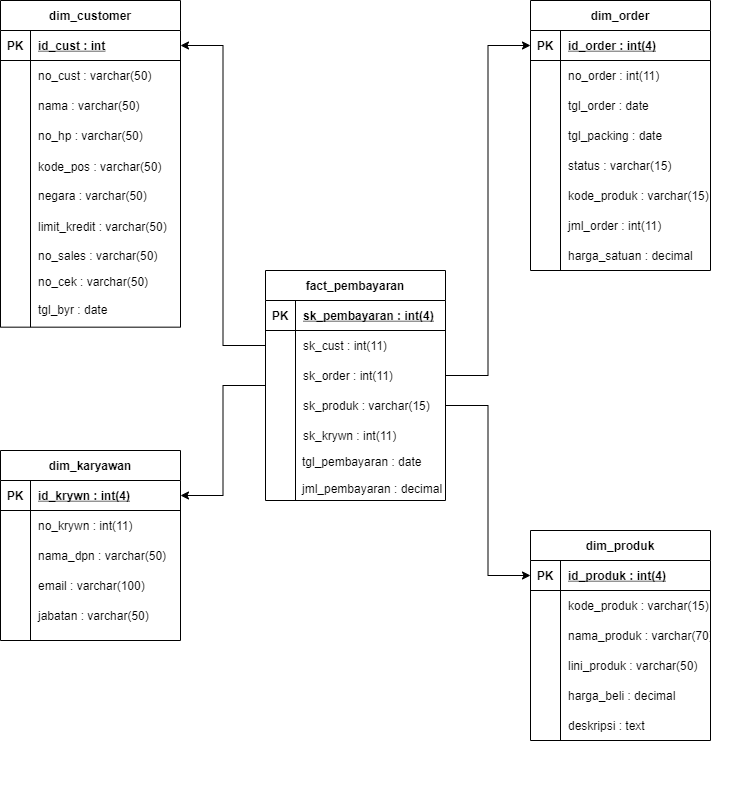 dim_customer
PK id_cust : int
no_cust : varchar(50)
nama : varchar(50)
no_hp : varchar(50)
kode_pos : varchar(50)
negara : varchar(50)
limit_kredit : varchar(50)
no_sales : varchar(50)
no_cek : varchar(50)
tgl_byr : date
dim_order
PK id_order : int(4)
no_order : int(11)
tgl_order : date
tgl_packing : date
status : varchar(15)
kode_produk : varchar(15)
jml_order : int(11)
harga_satuan : decimal
fact_pembayaran
PK sk_pembayaran : int(4)
sk_cust : int(11)
sk_order : int(11)
sk_produk : varchar(15)
sk_krywn : int(11)
tgl_pembayaran : date
jml_pembayaran : decimal
dim_karyawan
PK id_krywn : int(4)
no_krywn : int(11)
nama_dpn : varchar(50)
email : varchar(100)
jabatan : varchar(50)
dim_produk
PK id_produk : int(4)
kode_produk : varchar(15)
nama_produk : varchar(70
lini_produk : varchar(50)
harga_beli : decimal
deskripsi : text